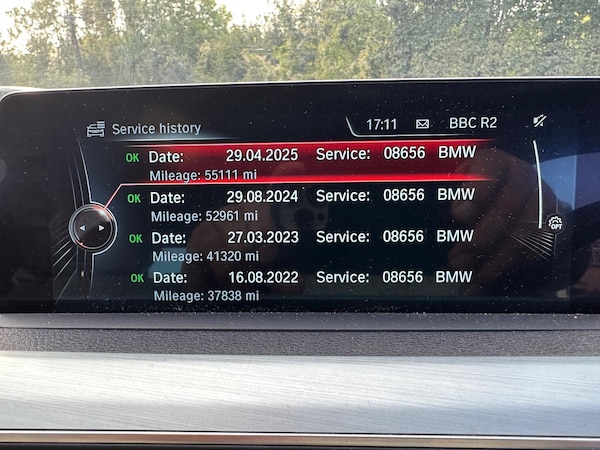 Service history 17:11 BBC R2
OK Date: 29.04.2025 Service: 08656 BMW
Mileage: 55111 mi
OK Date: 29.08.2024 Service: 08656 BMW
Mileage: 52961 mi
OK Date: 27.03.2023 Service: 08656 BMW
Mileage: 41320 mi
OK Date: 16.08.2022 Service: 08656 BMW
Mileage: 37838 mi
OPT